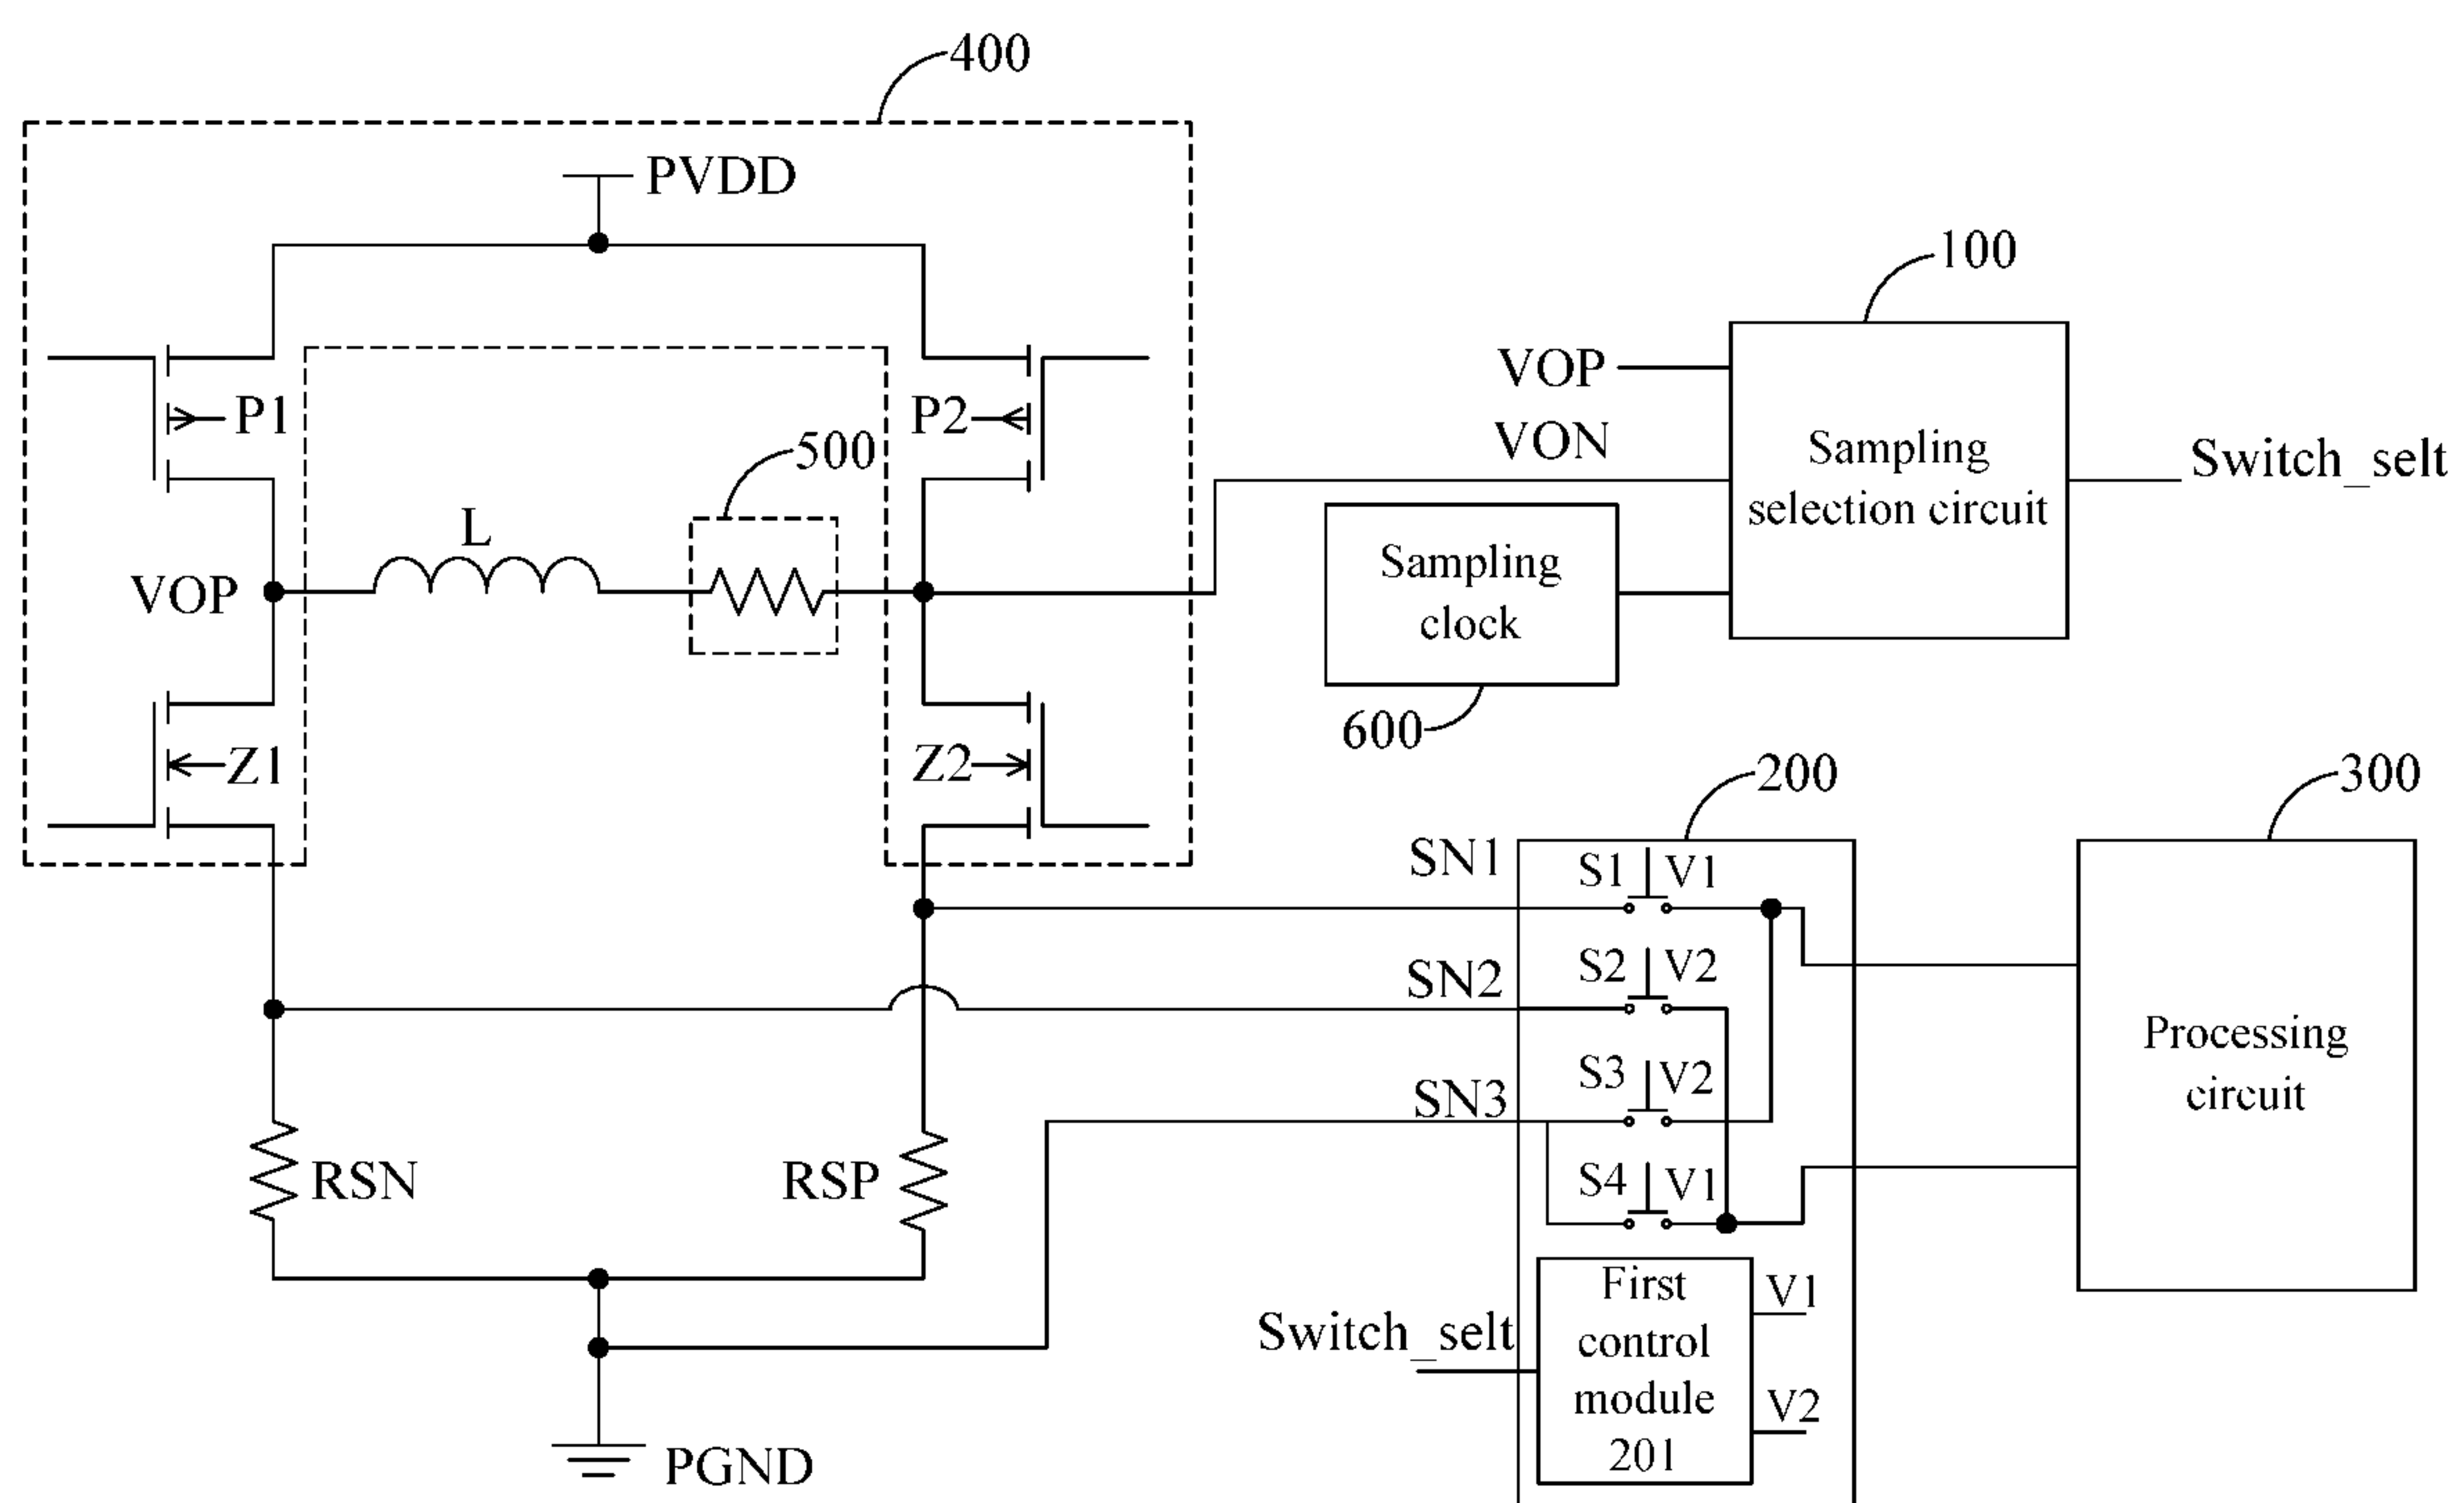 400
PVDD
100
P1
P2
500
VOP
VON
Sampling
selection circuit
Switch_selt
L
VOP
Sampling
clock
600
Z1
Z2
200
300
SN1
S1 V1
SN2
S2 V2
SN3
S3 V2
S4 V1
Processing
circuit
RSN
RSP
Switch_selt
First
control
module
201
V1
V2
PGND